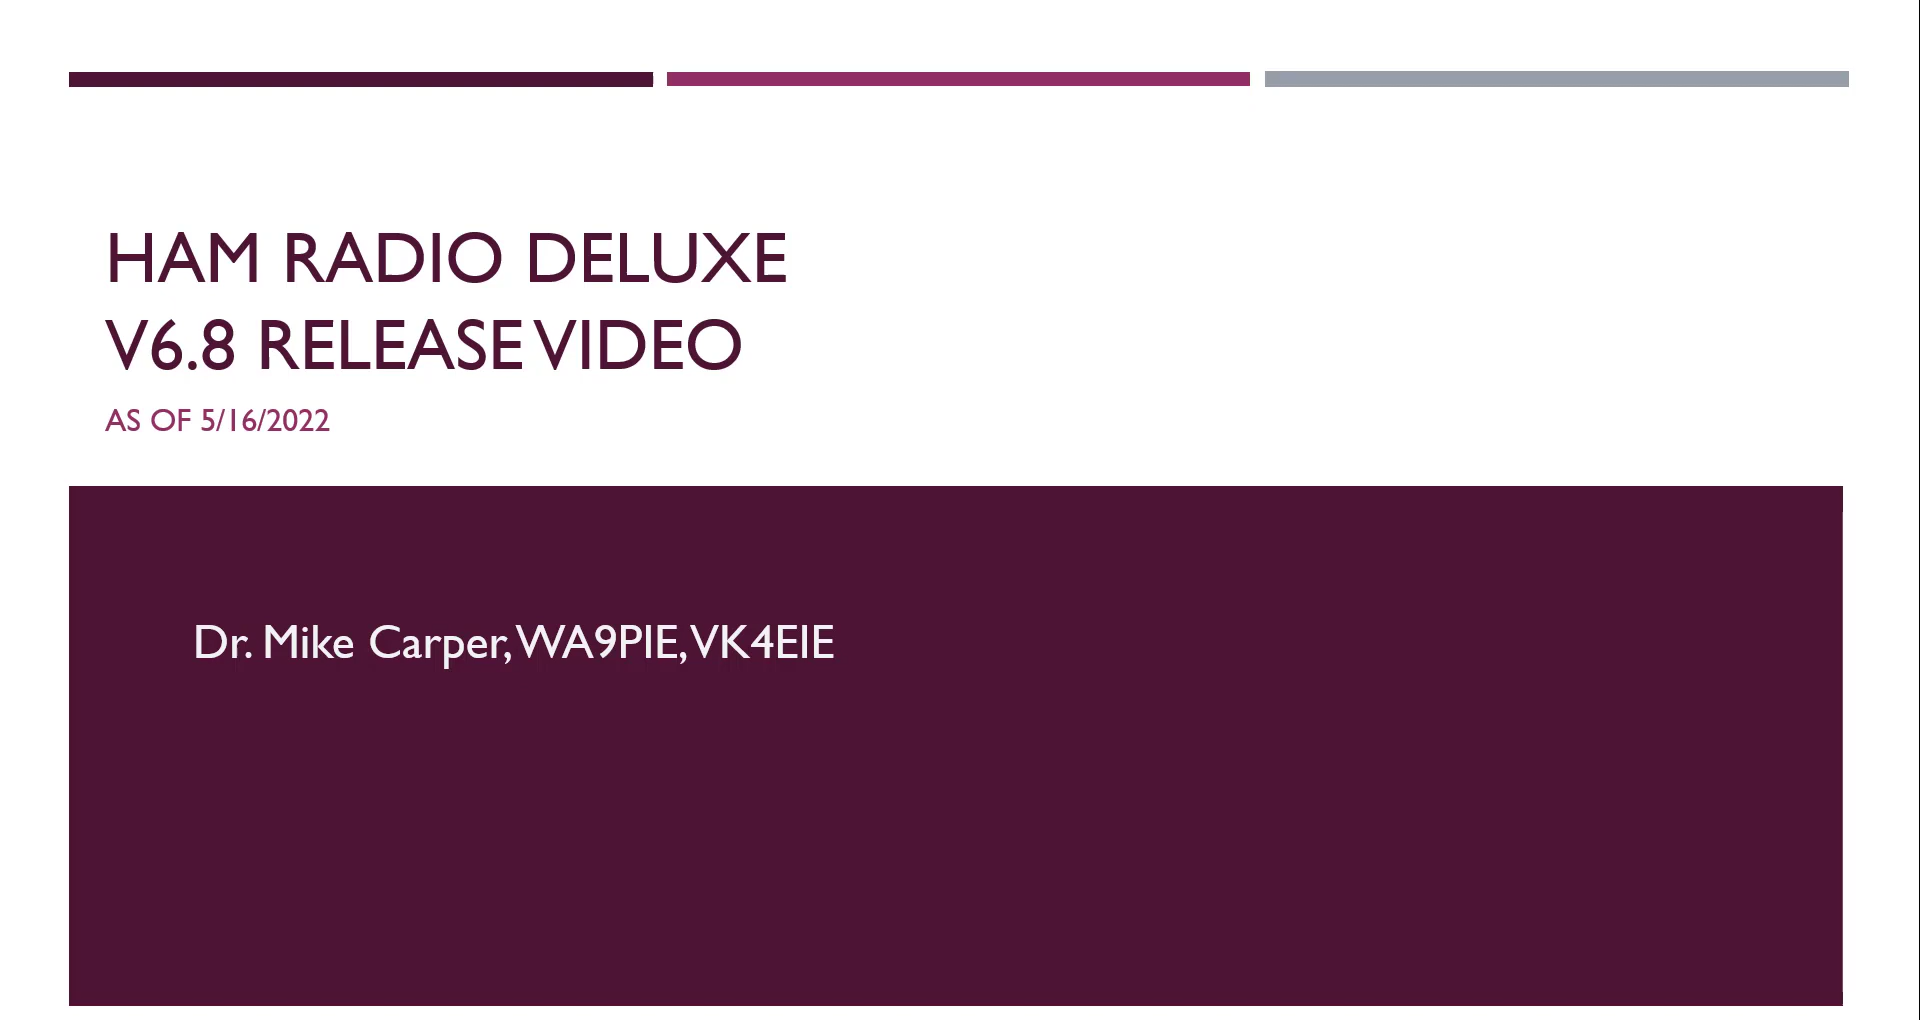 HAM RADIO DELUXE
V6.8 RELEASE VIDEO
AS OF 5/16/2022
Dr. Mike Carper, WA9PIE, VK4EIE